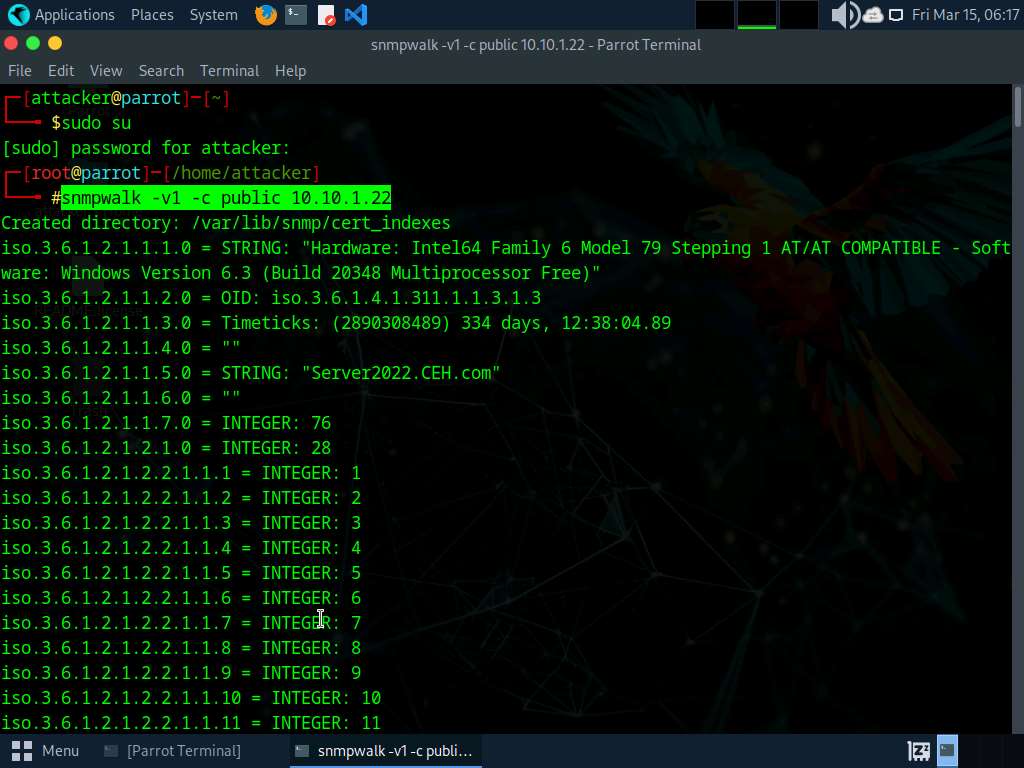 Applications Places System Fri Mar 15, 06:17
snmpwalk -v1 -c public 10.10.1.22 - Parrot Terminal
File Edit View Search Terminal Help
┌─[attacker@parrot]─[~]
└──╼ $sudo su
[sudo] password for attacker:
┌─[root@parrot]─[/home/attacker]
└──╼ #snmpwalk -v1 -c public 10.10.1.22
Created directory: /var/lib/snmp/cert_indexes
iso.3.6.1.2.1.1.1.0 = STRING: "Hardware: Intel64 Family 6 Model 79 Stepping 1 AT/AT COMPATIBLE - Soft
ware: Windows Version 6.3 (Build 20348 Multiprocessor Free)"
iso.3.6.1.2.1.1.2.0 = OID: iso.3.6.1.4.1.311.1.1.3.1.3
iso.3.6.1.2.1.1.3.0 = Timeticks: (2890308489) 334 days, 12:38:04.89
iso.3.6.1.2.1.1.4.0 = ""
iso.3.6.1.2.1.1.5.0 = STRING: "Server2022.CEH.com"
iso.3.6.1.2.1.1.6.0 = ""
iso.3.6.1.2.1.1.7.0 = INTEGER: 76
iso.3.6.1.2.1.2.1.0 = INTEGER: 28
iso.3.6.1.2.1.2.2.1.1.1 = INTEGER: 1
iso.3.6.1.2.1.2.2.1.1.2 = INTEGER: 2
iso.3.6.1.2.1.2.2.1.1.3 = INTEGER: 3
iso.3.6.1.2.1.2.2.1.1.4 = INTEGER: 4
iso.3.6.1.2.1.2.2.1.1.5 = INTEGER: 5
iso.3.6.1.2.1.2.2.1.1.6 = INTEGER: 6
iso.3.6.1.2.1.2.2.1.1.7 = INTEGER: 7
iso.3.6.1.2.1.2.2.1.1.8 = INTEGER: 8
iso.3.6.1.2.1.2.2.1.1.9 = INTEGER: 9
iso.3.6.1.2.1.2.2.1.1.10 = INTEGER: 10
iso.3.6.1.2.1.2.2.1.1.11 = INTEGER: 11
Menu [Parrot Terminal] snmpwalk -v1 -c publi...